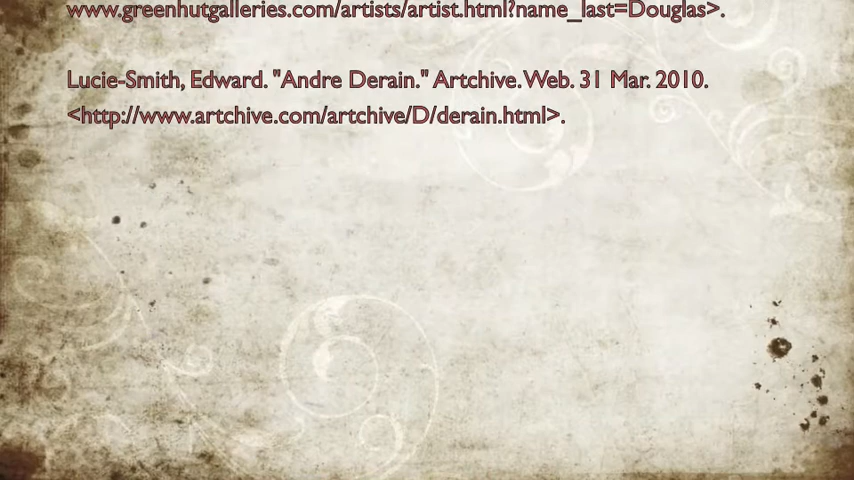 www.greenhutgalleries.com/artists/artist.html?name_last=Douglas>.
Lucie-Smith, Edward. "Andre Derain." Artchive. Web. 31 Mar. 2010.
<http://www.artchive.com/artchive/D/derain.html>.